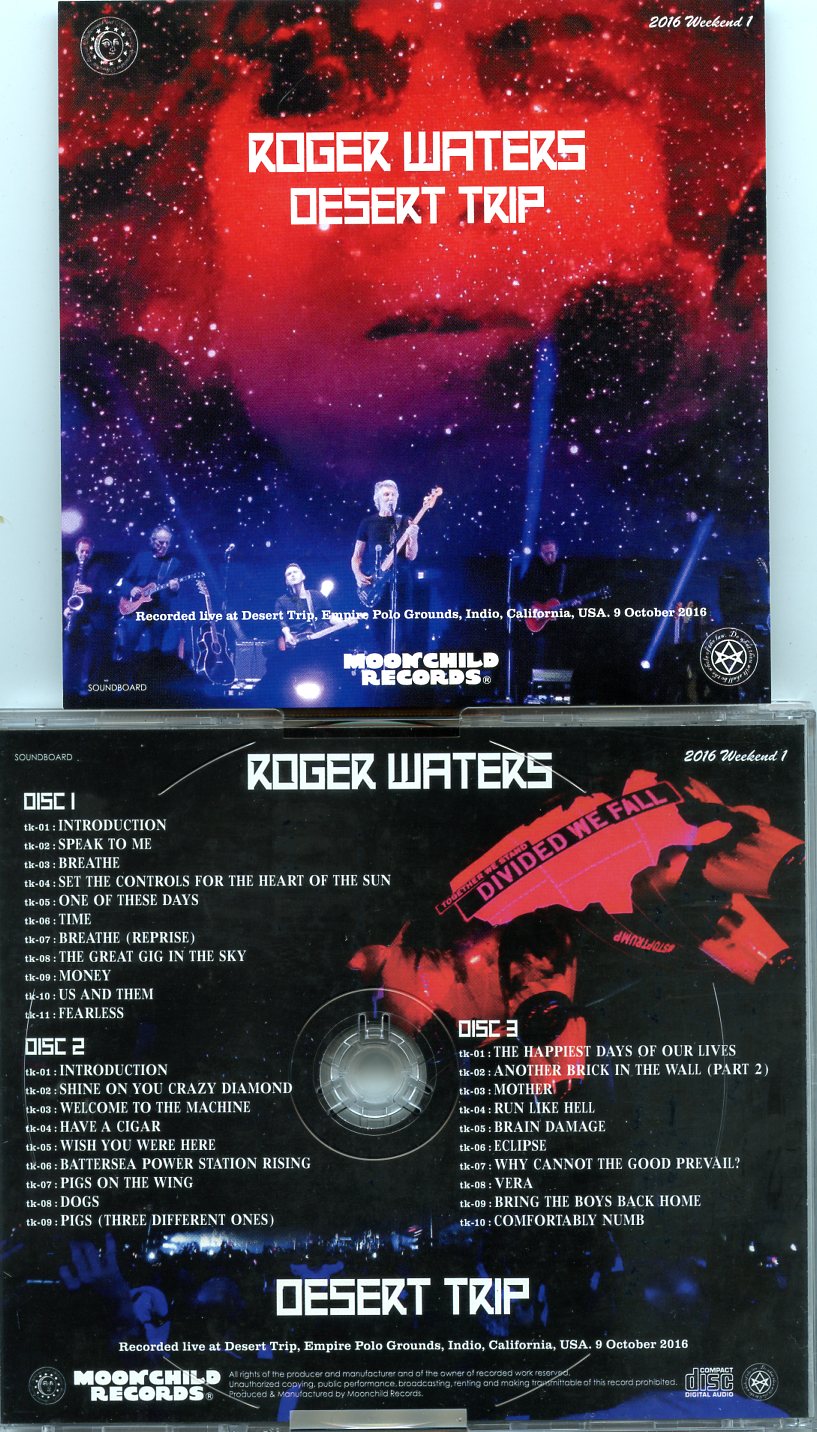 2016 Weekend 1
ROGER WATERS
DESERT TRIP
Recorded live at Desert Trip, Empire Polo Grounds, Indio, California, USA. 9 October 2016
MOONCHILD
RECORDS®
SOUNDBOARD
SOUNDBOARD
ROGER WATERS
2016 Weekend 1
TOGETHER WE STAND
DIVIDED WE FALL
#STOPTRUMP
DISC 1
tk-01 : INTRODUCTION
tk-02 : SPEAK TO ME
tk-03 : BREATHE
tk-04 : SET THE CONTROLS FOR THE HEART OF THE SUN
tk-05 : ONE OF THESE DAYS
tk-06 : TIME
tk-07 : BREATHE (REPRISE)
tk-08 : THE GREAT GIG IN THE SKY
tk-09 : MONEY
tk-10 : US AND THEM
tk-11 : FEARLESS
DISC 2
tk-01 : INTRODUCTION
tk-02 : SHINE ON YOU CRAZY DIAMOND
tk-03 : WELCOME TO THE MACHINE
tk-04 : HAVE A CIGAR
tk-05 : WISH YOU WERE HERE
tk-06 : BATTERSEA POWER STATION RISING
tk-07 : PIGS ON THE WING
tk-08 : DOGS
tk-09 : PIGS (THREE DIFFERENT ONES)
DISC 3
tk-01 : THE HAPPIEST DAYS OF OUR LIVES
tk-02 : ANOTHER BRICK IN THE WALL (PART 2)
tk-03 : MOTHER
tk-04 : RUN LIKE HELL
tk-05 : BRAIN DAMAGE
tk-06 : ECLIPSE
tk-07 : WHY CANNOT THE GOOD PREVAIL?
tk-08 : VERA
tk-09 : BRING THE BOYS BACK HOME
tk-10 : COMFORTABLY NUMB
DESERT TRIP
Recorded live at Desert Trip, Empire Polo Grounds, Indio, California, USA. 9 October 2016
MOONCHILD
RECORDS®
All rights of the producer and manufacturer and of the owner of recorded work reserved.
Unauthorized copying, public performance, broadcasting, renting and making transmittable of this record prohibited.
Produced & Manufactured by Moonchild Records.
COMPACT
disc
DIGITAL AUDIO